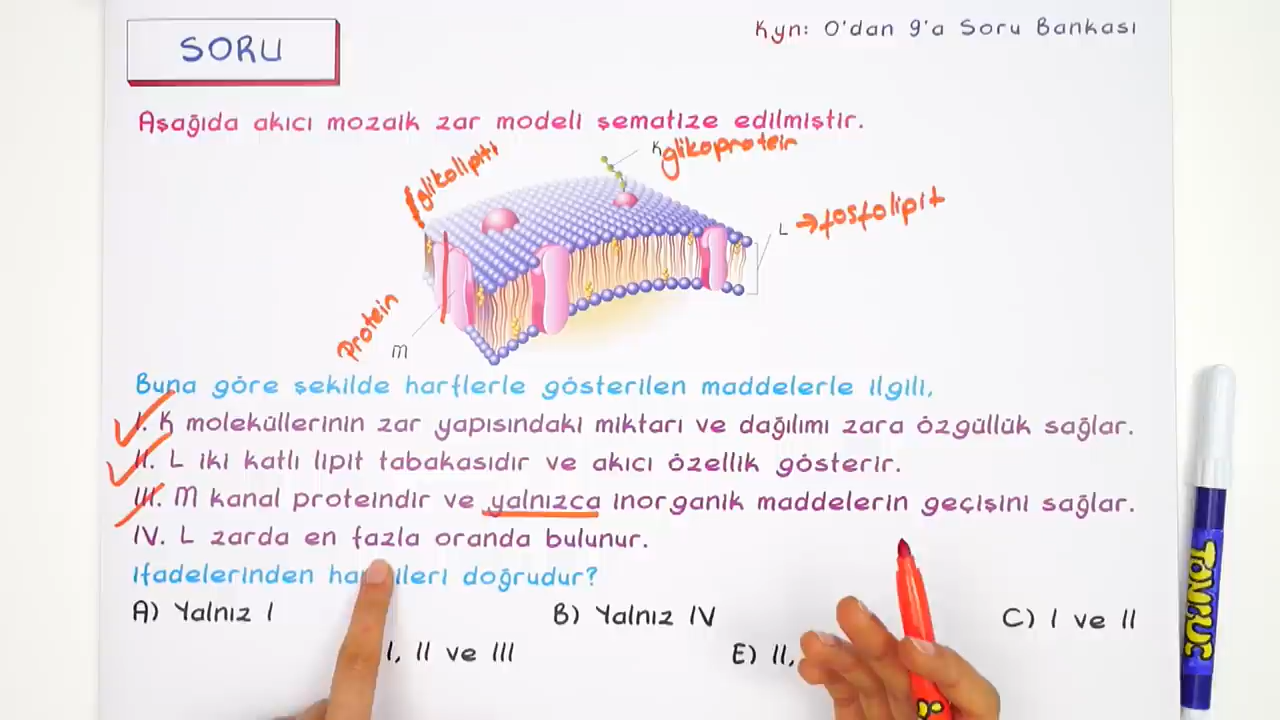 SORU
Kyn: 0'dan 9'a Soru Bankası
Aşağıda akıcı mozaik zar modeli şematize edilmiştir.
glikolipit
K glikoprotein
L → fosfolipit
Protein
M
Buna göre şekilde harflerle gösterilen maddelerle ilgili,
I. K moleküllerinin zar yapısındaki miktarı ve dağılımı zara özgüllük sağlar.
II. L iki katlı lipit tabakasıdır ve akıcı özellik gösterir.
III. M kanal proteindir ve yalnızca inorganik maddelerin geçişini sağlar.
IV. L zarda en fazla oranda bulunur.
ifadelerinden doğrudur?
A) Yalnız I
B) Yalnız IV
C) I ve II
I, II ve III
E) II,
TOMBUL